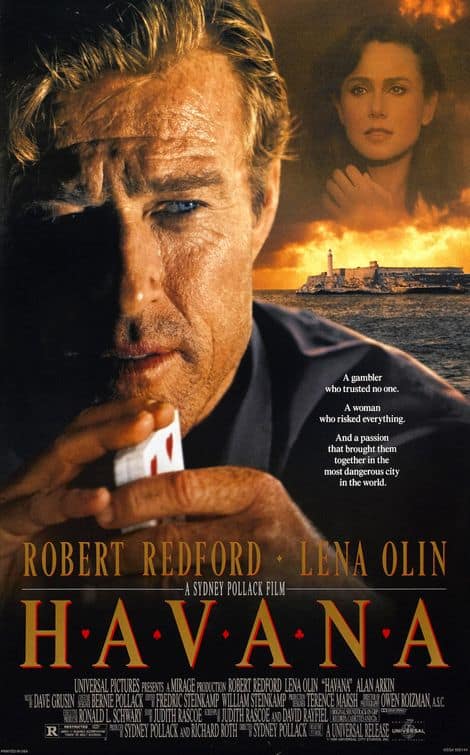 A gambler
who trusted no one.
A woman
who risked everything.
And a passion
that brought them
together in the
most dangerous city
in the world.
ROBERT REDFORD · LENA OLIN
A SYDNEY POLLACK FILM
H·A·V·A·N·A
UNIVERSAL PICTURES PRESENTS A MIRAGE PRODUCTION ROBERT REDFORD LENA OLIN "HAVANA" ALAN ARKIN
DAVE GRUSIN BERNIE POLLACK FREDRIC STEINKAMP WILLIAM STEINKAMP TERENCE MARSH OWEN ROIZMAN, A.S.C.
RONALD L. SCHWARY JUDITH RASCOE JUDITH RASCOE AND DAVID RAYFIEL
R RESTRICTED SYDNEY POLLACK AND RICHARD ROTH SYDNEY POLLACK A UNIVERSAL RELEASE UNIVERSAL